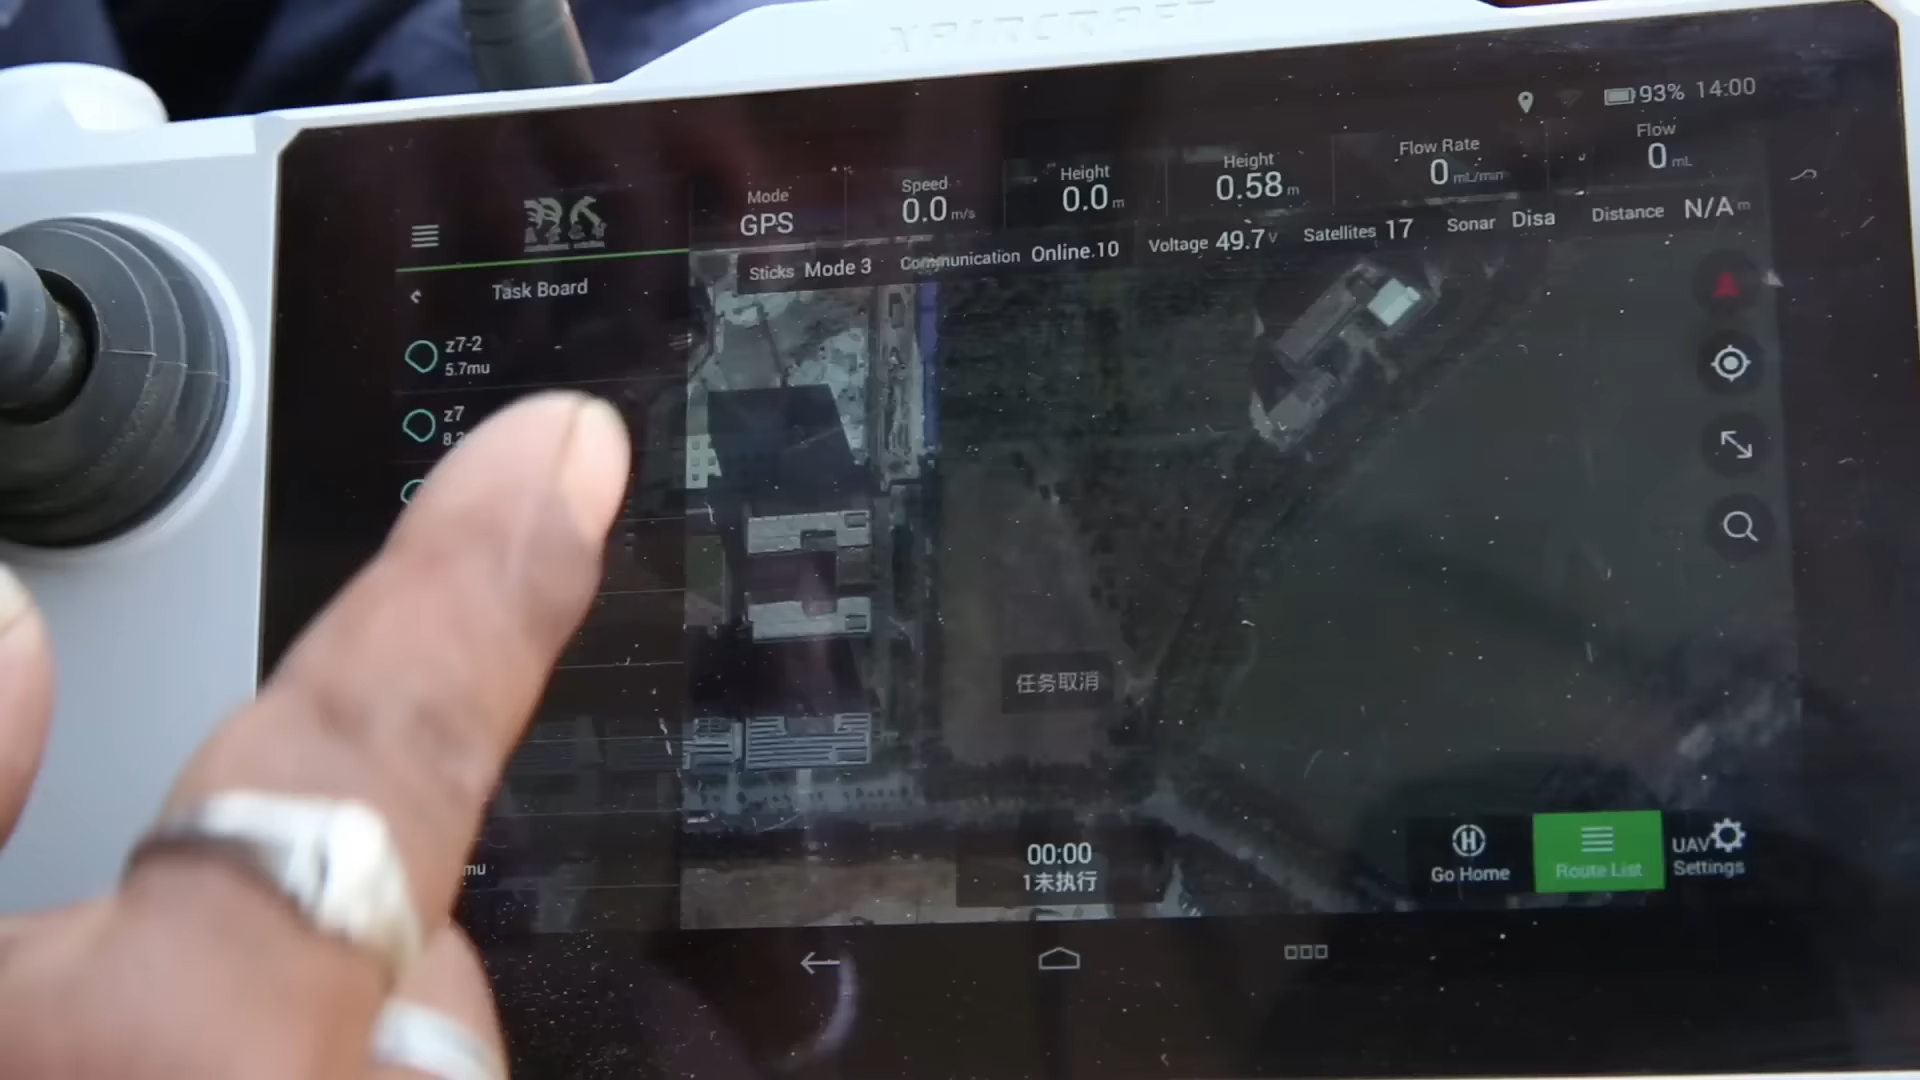 XAIRCRAFT
93% 14:00
Mode
GPS
Speed
0.0 m/s
Height
0.0 m
Height
0.58 m
Flow Rate
0 mL/min
Flow
0 mL
Sticks Mode 3 Communication Online.10 Voltage 49.7 V Satellites 17 Sonar Disa Distance N/A m
Task Board
z7-2
5.7mu
z7
mu
任务取消
00:00
1未执行
Go Home
Route List
UAV
Settings